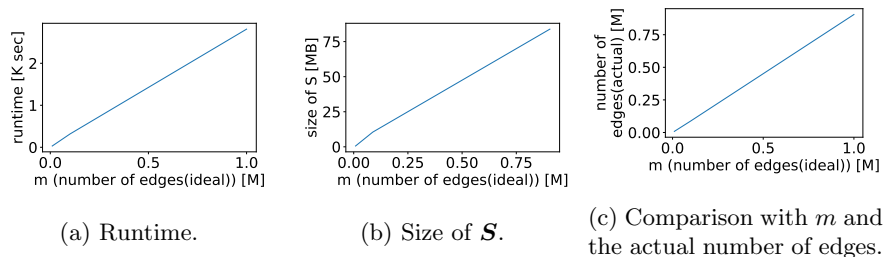 runtime [K sec]
2
1
0
0.0 0.5 1.0
m (number of edges(ideal)) [M]
(a) Runtime.
size of S [MB]
75
50
25
0
0.00 0.25 0.50 0.75
m (number of edges(ideal)) [M]
(b) Size of S.
number of
edges(actual) [M]
0.75
0.50
0.25
0.00
0.0 0.5 1.0
m (number of edges(ideal)) [M]
(c) Comparison with m and
the actual number of edges.